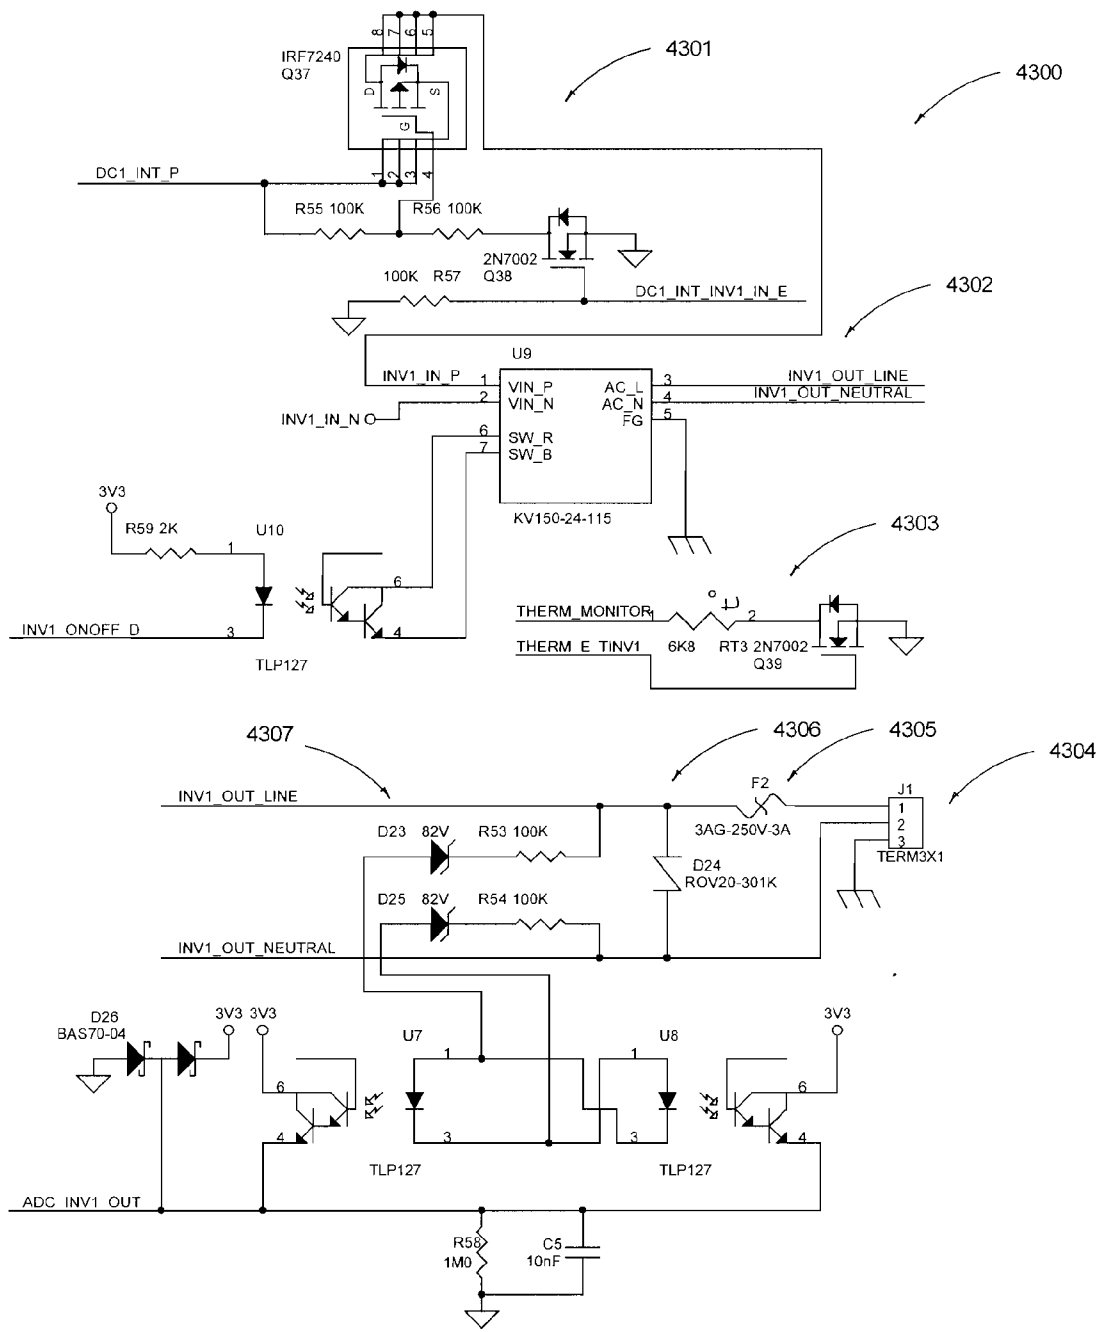 8 7 6 5
IRF7240
Q37
4301
4300
D S
G
DC1_INT_P
1 2 3 4
R55 100K R56 100K
2N7002
Q38
100K R57
DC1_INT_INV1_IN_E
4302
U9
INV1_IN_P 1 VIN_P AC_L 3 INV1_OUT_LINE
2 VIN_N AC_N 4 INV1_OUT_NEUTRAL
INV1_IN_N FG 5
6 SW_R
7 SW_B
3V3
KV150-24-115
R59 2K U10
4303
1
6
THERM_MONITOR 1 2
INV1_ONOFF_D 3 4
THERM_E_TINV1 6K8 RT3 2N7002
Q39
TLP127
4307 4306 4305 4304
INV1_OUT_LINE F2 J1
1
3AG-250V-3A 2
D23 82V R53 100K 3
TERM3X1
D24
ROV20-301K
D25 82V R54 100K
INV1_OUT_NEUTRAL
D26
BAS70-04
3V3 3V3 U7 U8 3V3
1 1
6 6
4 3 3 4
TLP127 TLP127
ADC_INV1_OUT
R58 C5
1M0 10nF